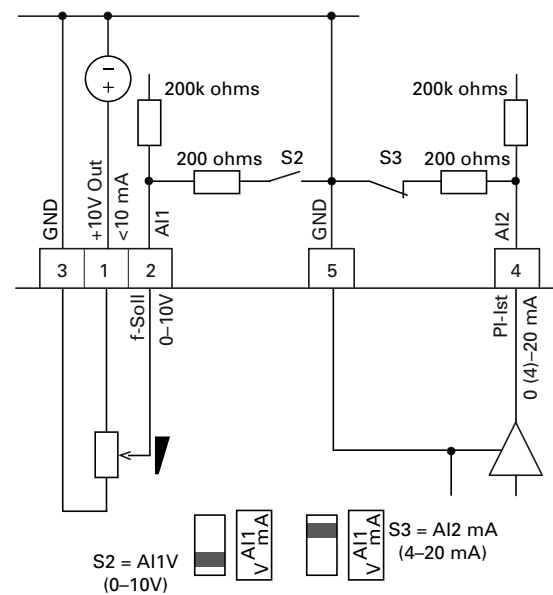 200k ohms
200k ohms
200 ohms
S2
S3
200 ohms
GND
+10V Out
<10 mA
AI1
GND
AI2
3
1
2
5
4
f-Soll
0–10V
PI-Ist
0 (4)–20 mA
S2 = AI1V
(0–10V)
V AI1 mA
V AI1 mA
S3 = AI2 mA
(4–20 mA)